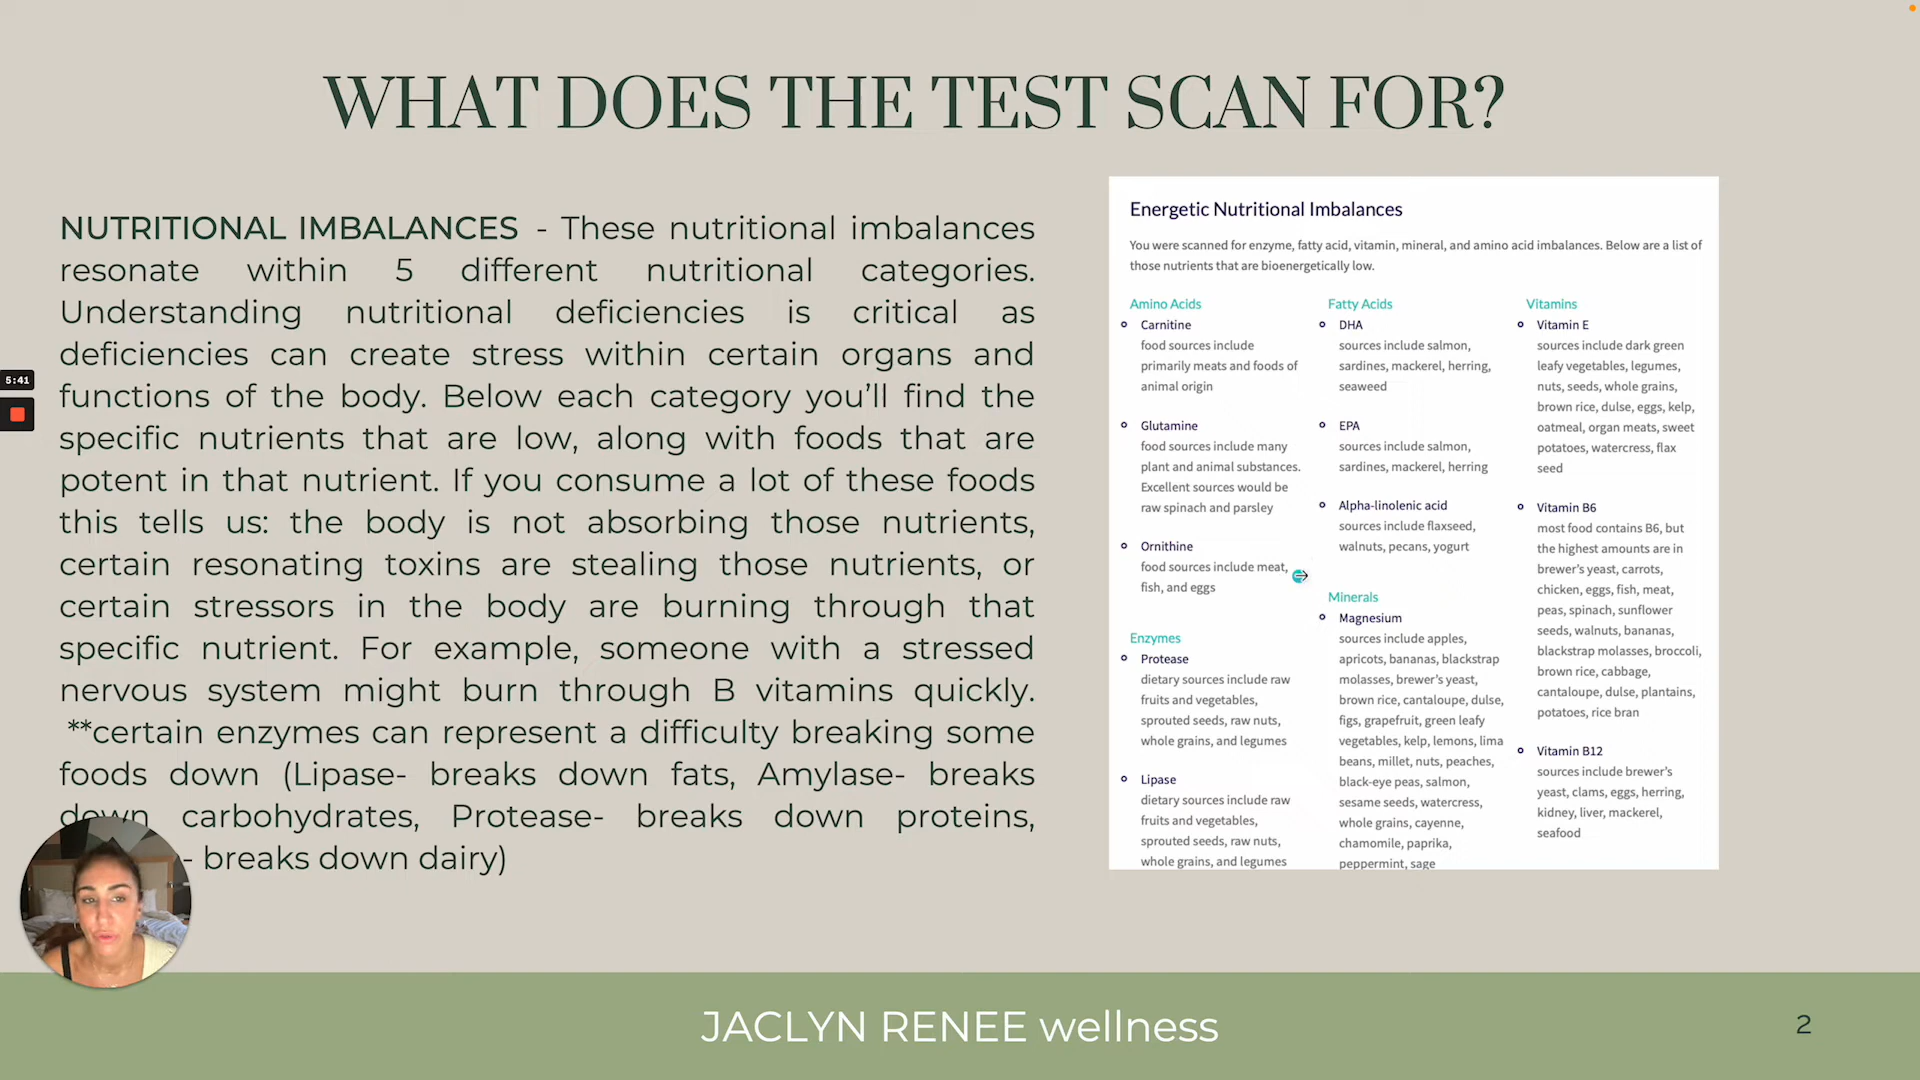 WHAT DOES THE TEST SCAN FOR?
NUTRITIONAL IMBALANCES - These nutritional imbalances
resonate within 5 different nutritional categories.
Understanding nutritional deficiencies is critical as
deficiencies can create stress within certain organs and
functions of the body. Below each category you’ll find the
specific nutrients that are low, along with foods that are
potent in that nutrient. If you consume a lot of these foods
this tells us: the body is not absorbing those nutrients,
certain resonating toxins are stealing those nutrients, or
certain stressors in the body are burning through that
specific nutrient. For example, someone with a stressed
nervous system might burn through B vitamins quickly.
**certain enzymes can represent a difficulty breaking some
foods down (Lipase- breaks down fats, Amylase- breaks
down carbohydrates, Protease- breaks down proteins,
- breaks down dairy)
5:41
Energetic Nutritional Imbalances
You were scanned for enzyme, fatty acid, vitamin, mineral, and amino acid imbalances. Below are a list of
those nutrients that are bioenergetically low.
Amino Acids
Carnitine
food sources include
primarily meats and foods of
animal origin
Glutamine
food sources include many
plant and animal substances.
Excellent sources would be
raw spinach and parsley
Ornithine
food sources include meat,
fish, and eggs
Enzymes
Protease
dietary sources include raw
fruits and vegetables,
sprouted seeds, raw nuts,
whole grains, and legumes
Lipase
dietary sources include raw
fruits and vegetables,
sprouted seeds, raw nuts,
whole grains, and legumes
Fatty Acids
DHA
sources include salmon,
sardines, mackerel, herring,
seaweed
EPA
sources include salmon,
sardines, mackerel, herring
Alpha-linolenic acid
sources include flaxseed,
walnuts, pecans, yogurt
Minerals
Magnesium
sources include apples,
apricots, bananas, blackstrap
molasses, brewer’s yeast,
brown rice, cantaloupe, dulse,
figs, grapefruit, green leafy
vegetables, kelp, lemons, lima
beans, millet, nuts, peaches,
black-eye peas, salmon,
sesame seeds, watercress,
whole grains, cayenne,
chamomile, paprika,
peppermint, sage
Vitamins
Vitamin E
sources include dark green
leafy vegetables, legumes,
nuts, seeds, whole grains,
brown rice, dulse, eggs, kelp,
oatmeal, organ meats, sweet
potatoes, watercress, flax
seed
Vitamin B6
most food contains B6, but
the highest amounts are in
brewer’s yeast, carrots,
chicken, eggs, fish, meat,
peas, spinach, sunflower
seeds, walnuts, bananas,
blackstrap molasses, broccoli,
brown rice, cabbage,
cantaloupe, dulse, plantains,
potatoes, rice bran
Vitamin B12
sources include brewer’s
yeast, clams, eggs, herring,
kidney, liver, mackerel,
seafood
JACLYN RENEE wellness
2